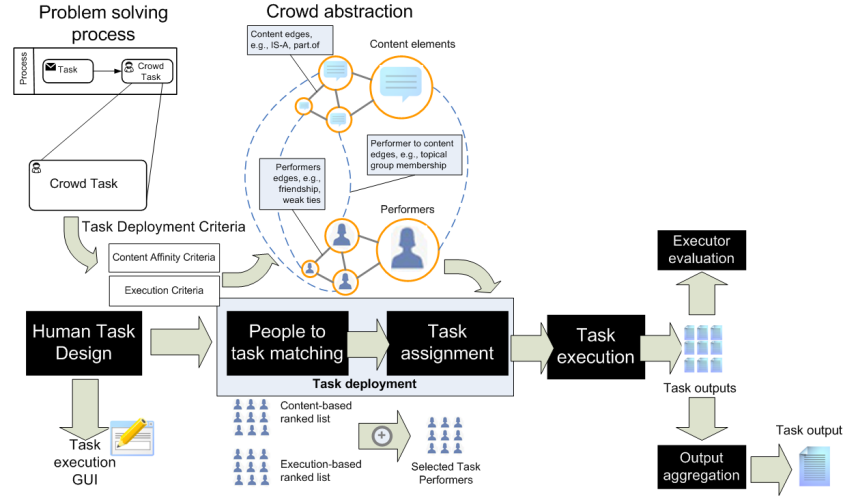 Problem solving
process
Crowd abstraction
Process
Task
Crowd
Task
Content edges,
e.g., IS-A, part.of
Content elements
Crowd Task
Performer to content
edges, e.g., topical
group membership
Performers
edges, e.g.,
friendship,
weak ties
Performers
Task Deployment Criteria
Content Affinity Criteria
Execution Criteria
Executor
evaluation
Human Task
Design
People to
task matching
Task
assignment
Task deployment
Task
execution
Task outputs
Content-based
ranked list
Execution-based
ranked list
Selected Task
Performers
Task
execution
GUI
Output
aggregation
Task output